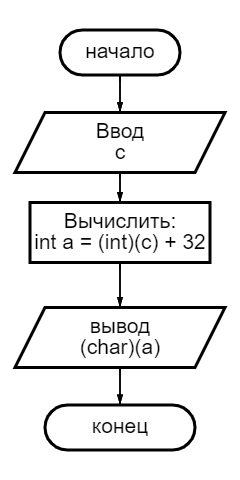 начало
Ввод
c
Вычислить:
int a = (int)(c) + 32
вывод
(char)(a)
конец